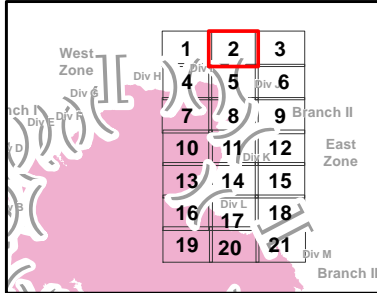 1 2 3
West
Zone
Div H
Div
4 5 6
Div J
Div G
7 8 9
Branch II
Div F
Div E
Div D
10 11 12
East
Zone
Div K
13 14 15
16 17 18
Div L
19 20 21
Div M
Branch II